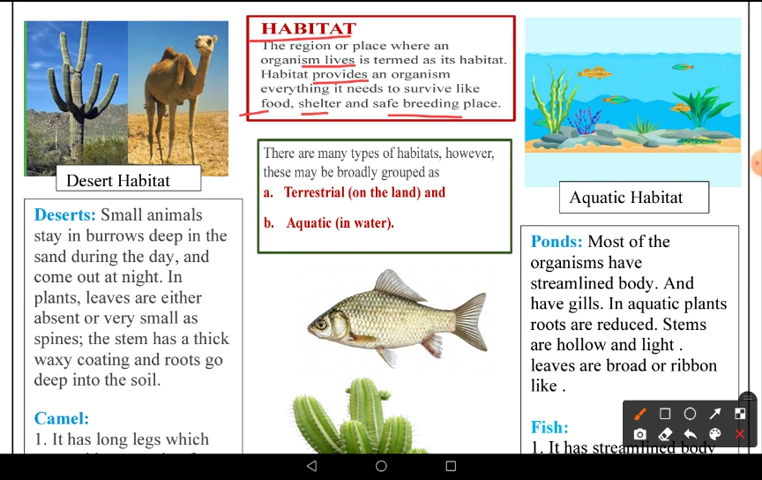 HABITAT
The region or place where an
organism lives is termed as its habitat.
Habitat provides an organism
everything it needs to survive like
food, shelter and safe breeding place.
Desert Habitat
There are many types of habitats, however,
these may be broadly grouped as
a. Terrestrial (on the land) and
b. Aquatic (in water).
Aquatic Habitat
Deserts: Small animals
stay in burrows deep in the
sand during the day, and
come out at night. In
plants, leaves are either
absent or very small as
spines; the stem has a thick
waxy coating and roots go
deep into the soil.
Camel:
1. It has long legs which
Ponds: Most of the
organisms have
streamlined body. And
have gills. In aquatic plants
roots are reduced. Stems
are hollow and light .
leaves are broad or ribbon
like .
Fish:
1. It has streamlined body